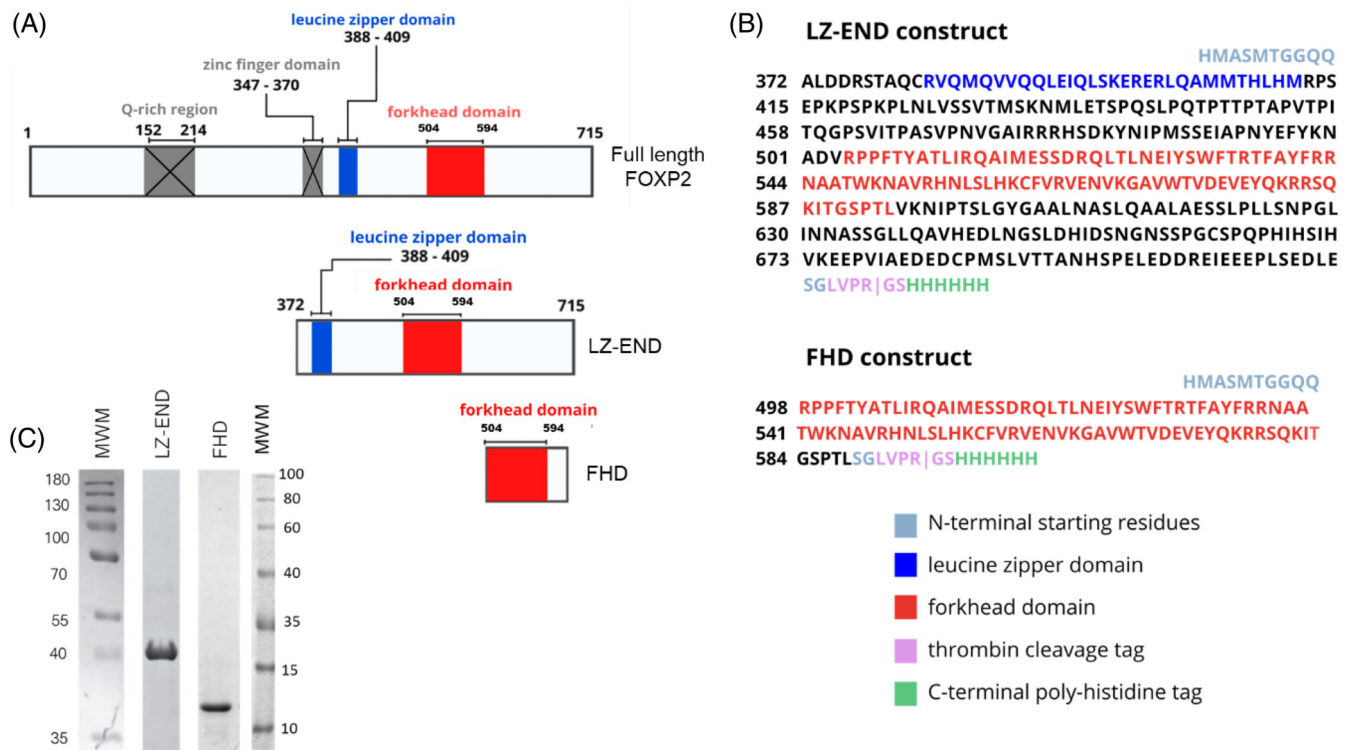 (A)
leucine zipper domain
388 - 409
zinc finger domain
347 - 370
Q-rich region
152 214
forkhead domain
504 594
1
715
Full length
FOXP2
leucine zipper domain
388 - 409
forkhead domain
504 594
372
715
LZ-END
forkhead domain
504 594
FHD
(B)
LZ-END construct
HMASMTGGQQ
372 ALDDRSTAQCRVQMQVVQQLEIQLSKERERLQAMMTHLHMRPS
415 EPKPSPKPLNLVSSVTMSKNMLETSPQSLPQTPTTPTAPVTPI
458 TQGPSVITPASVPNVGAIRRRHSDKYNIPMSSEIAPNYEFYKN
501 ADVRPPFTYATLIRQAIMESSDRQLTLNEIYSWFTRTFAYFRR
544 NAATWKNAVRHNLSLHKCFVRVENVKGAVWTVDEVEYQKRRSQ
587 KITGSPTLVKNIPTSLGYGAALNASLQAALAESSLPLLSNPGL
630 INNASSGLLQAVHEDLNGSLDHIDSNGNSSPGCSPQPHIHSIH
673 VKEEPVIAEDEDCPMSLVTTANHSPELEDDREIEEEPLSEDLE
SGLVPR|GSHHHHHH
FHD construct
HMASMTGGQQ
498 RPPFTYATLIRQAIMESSDRQLTLNEIYSWFTRTFAYFRRNAA
541 TWKNAVRHNLSLHKCFVRVENVKGAVWTVDEVEYQKRRSQKIT
584 GSPTLSGLVPR|GSHHHHHH
N-terminal starting residues
leucine zipper domain
forkhead domain
thrombin cleavage tag
C-terminal poly-histidine tag
(C)
MWM
LZ-END
FHD
MWM
180
130
100
70
55
40
35
100
80
60
40
35
15
10